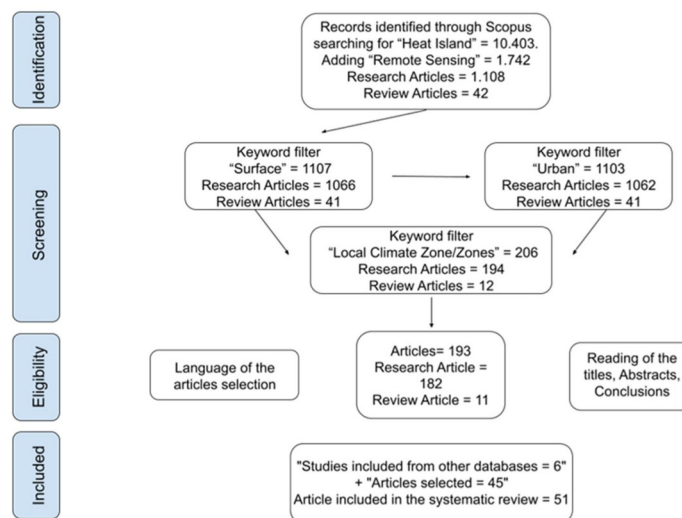 Identification
Records identified through Scopus
searching for “Heat Island” = 10.403.
Adding “Remote Sensing” = 1.742
Research Articles = 1.108
Review Articles = 42
Screening
Keyword filter
“Surface” = 1107
Research Articles = 1066
Review Articles = 41
Keyword filter
“Urban” = 1103
Research Articles = 1062
Review Articles = 41
Keyword filter
“Local Climate Zone/Zones” = 206
Research Articles = 194
Review Articles = 12
Eligibility
Language of the
articles selection
Articles= 193
Research Article =
182
Review Article = 11
Reading of the
titles, Abstracts,
Conclusions
Included
"Studies included from other databases = 6"
+ "Articles selected = 45"
Article included in the systematic review = 51